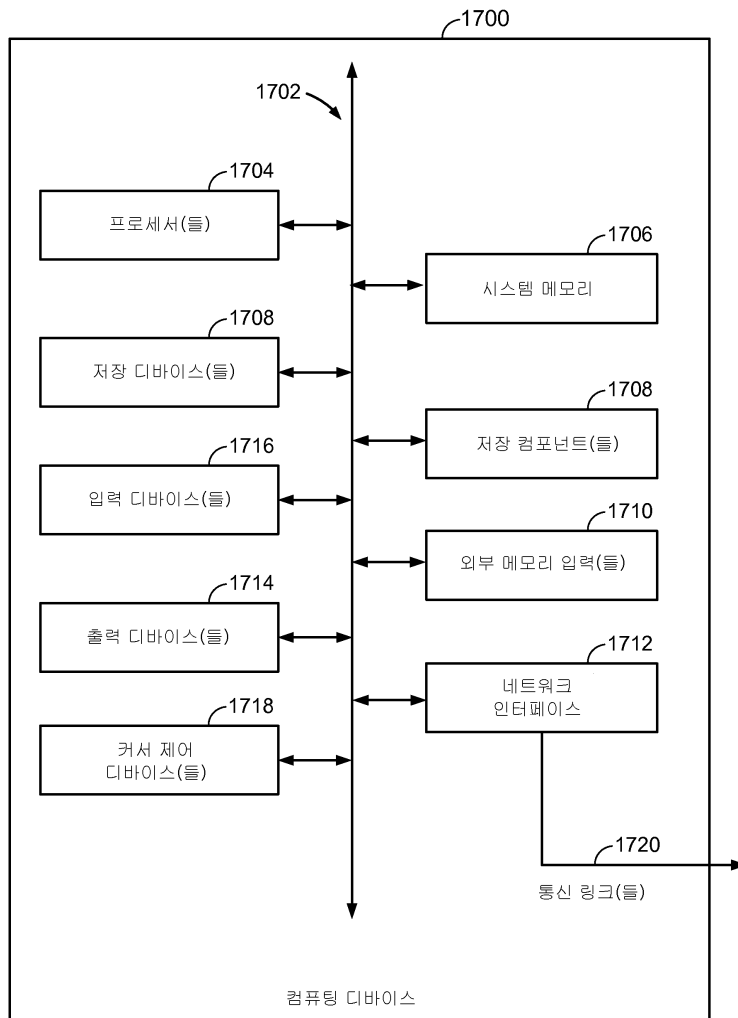 1700
1702
1704
프로세서(들)
1706
시스템 메모리
1708
저장 디바이스(들)
1708
저장 컴포넌트(들)
1716
입력 디바이스(들)
1710
외부 메모리 입력(들)
1714
출력 디바이스(들)
1712
네트워크
인터페이스
1718
커서 제어
디바이스(들)
1720
통신 링크(들)
컴퓨팅 디바이스